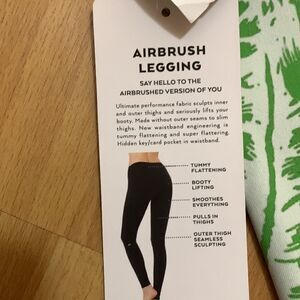 AIRBRUSH
LEGGING
SAY HELLO TO THE
AIRBRUSHED VERSION OF YOU
Ultimate performance fabric sculpts inner
and outer thighs and seriously lifts your
booty. Made without outer seams to slim
thighs. New waistband engineering is
tummy flattening and super flattering.
Hidden key/card pocket in waistband.
TUMMY
FLATTENING
BOOTY
LIFTING
SMOOTHES
EVERYTHING
PULLS IN
THIGHS
OUTER THIGH
SEAMLESS
SCULPTING